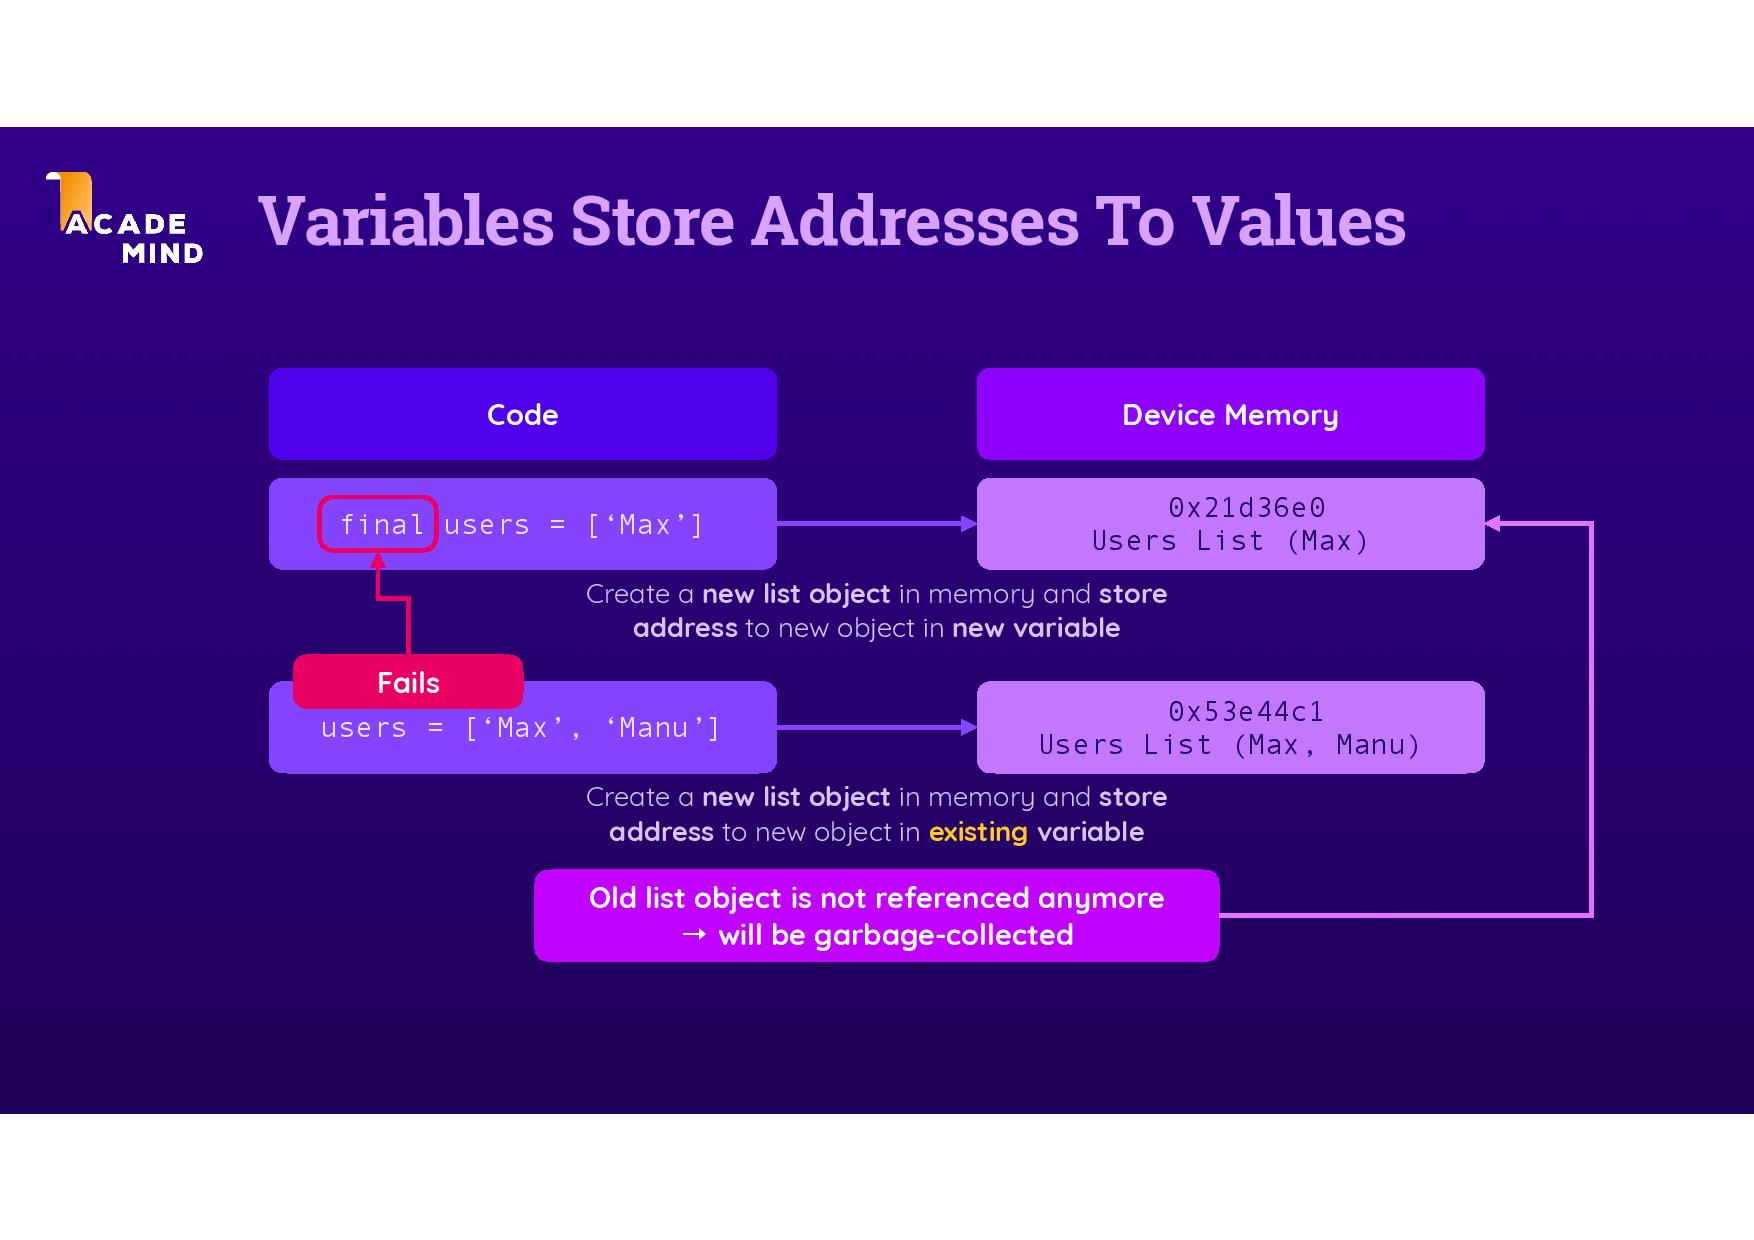 ACADE
MIND
Variables Store Addresses To Values
Code
Device Memory
final users = [‘Max’]
0x21d36e0
Users List (Max)
Create a new list object in memory and store
address to new object in new variable
Fails
users = [‘Max’, ‘Manu’]
0x53e44c1
Users List (Max, Manu)
Create a new list object in memory and store
address to new object in existing variable
Old list object is not referenced anymore
→ will be garbage-collected